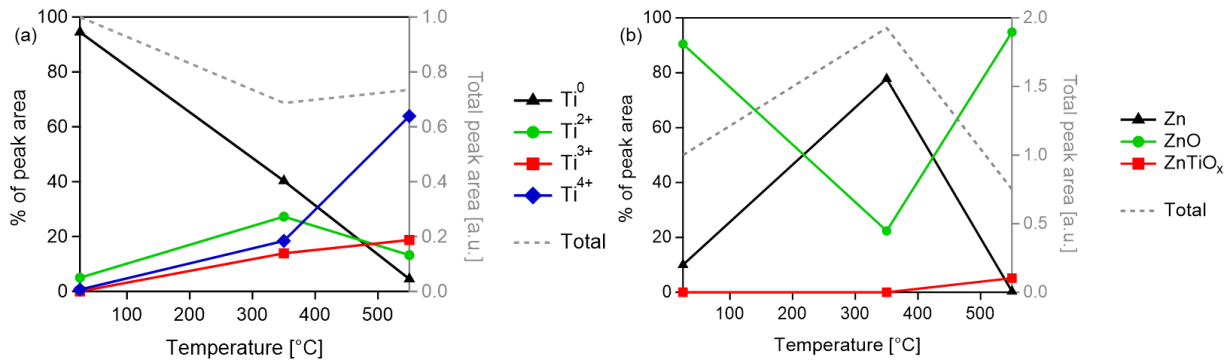 (a)
% of peak area
100
80
60
40
20
0
100 200 300 400 500
Temperature [°C]
1.0
0.8
0.6
0.4
0.2
0.0
Total peak area [a.u.]
Ti⁰
Ti²⁺
Ti³⁺
Ti⁴⁺
Total
(b)
% of peak area
100
80
60
40
20
0
100 200 300 400 500
Temperature [°C]
2.0
1.5
1.0
0.5
0.0
Total peak area [a.u.]
Zn
ZnO
ZnTiOₓ
Total